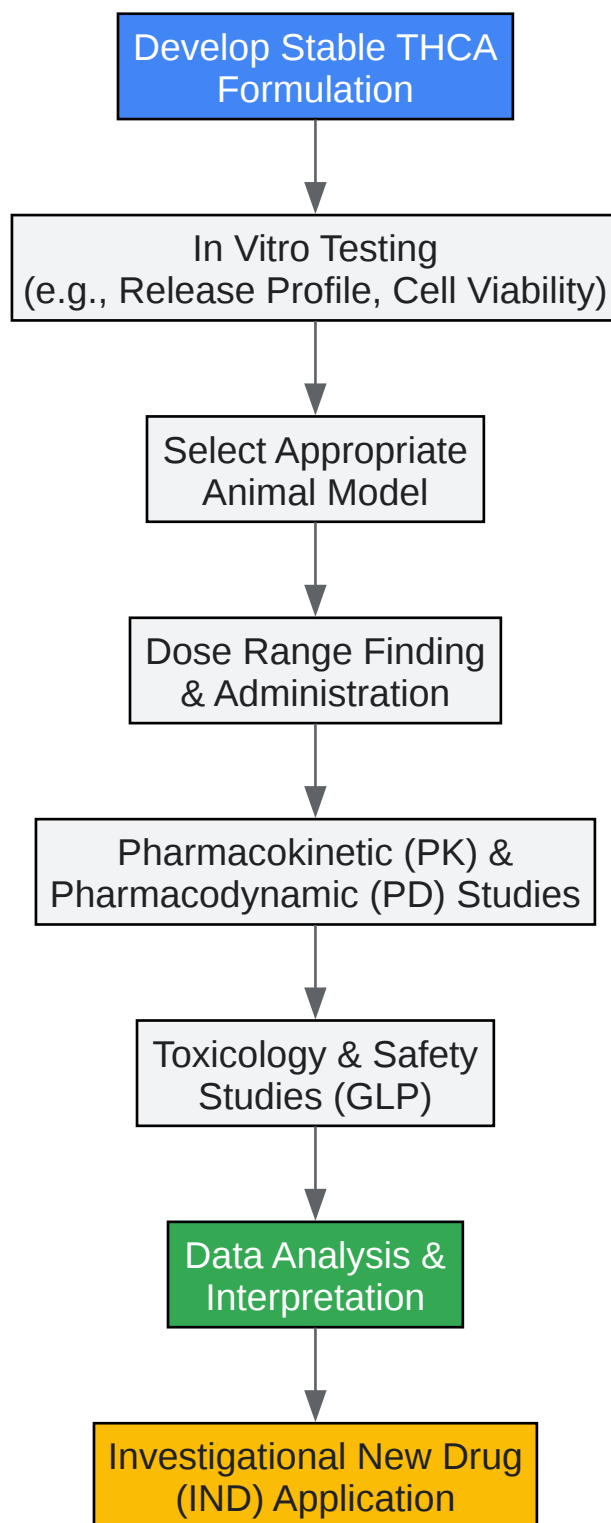 Develop Stable THCA
Formulation
In Vitro Testing
(e.g., Release Profile, Cell Viability)
Select Appropriate
Animal Model
Dose Range Finding
& Administration
Pharmacokinetic (PK) &
Pharmacodynamic (PD) Studies
Toxicology & Safety
Studies (GLP)
Data Analysis &
Interpretation
Investigational New Drug
(IND) Application